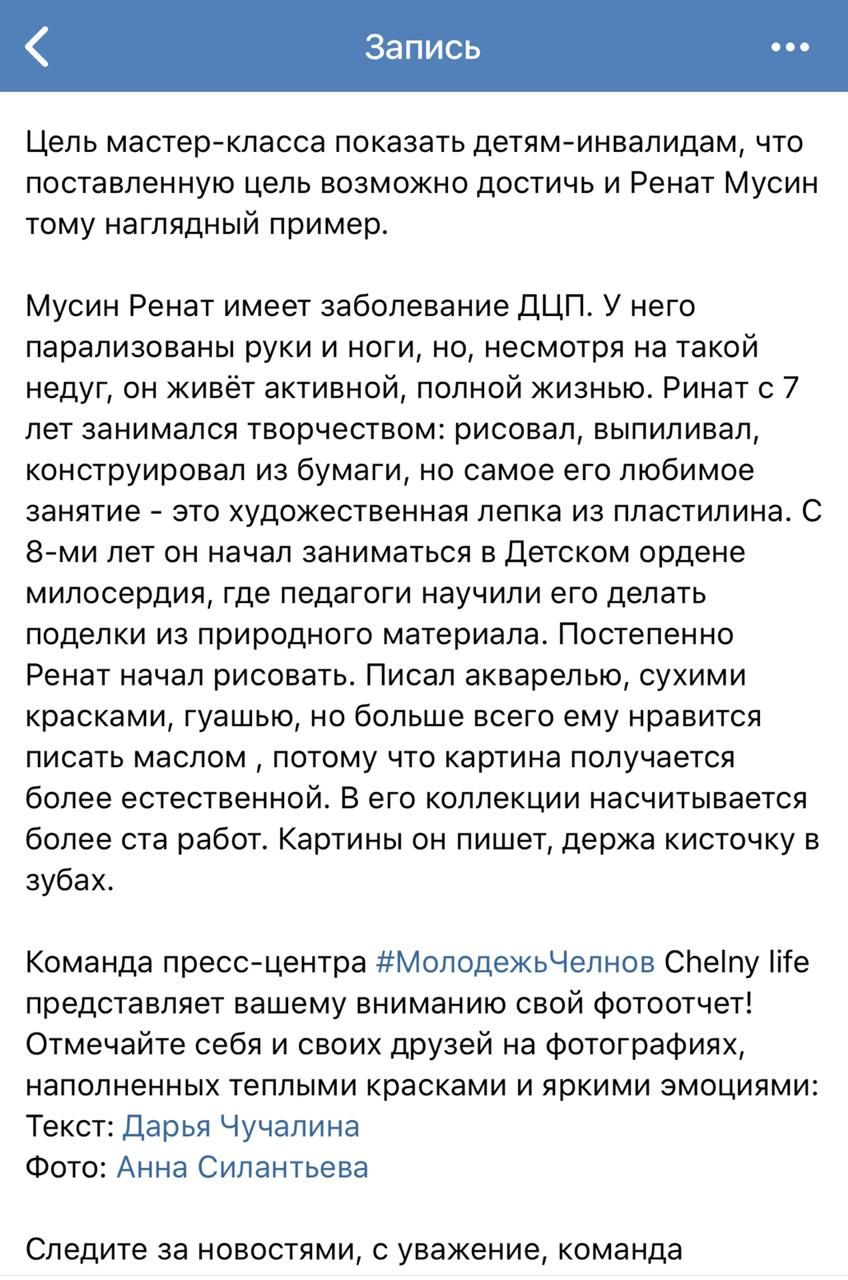 Запись
Цель мастер-класса показать детям-инвалидам, что
поставленную цель возможно достичь и Ренат Мусин
тому наглядный пример.
Мусин Ренат имеет заболевание ДЦП. У него
парализованы руки и ноги, но, несмотря на такой
недуг, он живёт активной, полной жизнью. Ринат с 7
лет занимался творчеством: рисовал, выпиливал,
конструировал из бумаги, но самое его любимое
занятие - это художественная лепка из пластилина. С
8-ми лет он начал заниматься в Детском ордене
милосердия, где педагоги научили его делать
поделки из природного материала. Постепенно
Ренат начал рисовать. Писал акварелью, сухими
красками, гуашью, но больше всего ему нравится
писать маслом , потому что картина получается
более естественной. В его коллекции насчитывается
более ста работ. Картины он пишет, держа кисточку в
зубах.
Команда пресс-центра #МолодежьЧелнов Chelny life
представляет вашему вниманию свой фотоотчет!
Отмечайте себя и своих друзей на фотографиях,
наполненных теплыми красками и яркими эмоциями:
Текст: Дарья Чучалина
Фото: Анна Силантьева
Следите за новостями, с уважение, команда